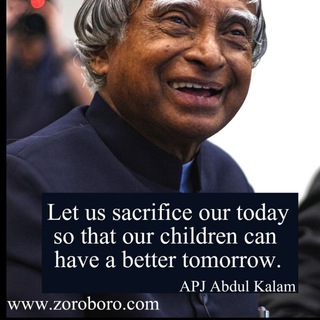 Let us sacrifice our today
so that our children can
have a better tomorrow.
APJ Abdul Kalam
www.zoroboro.com